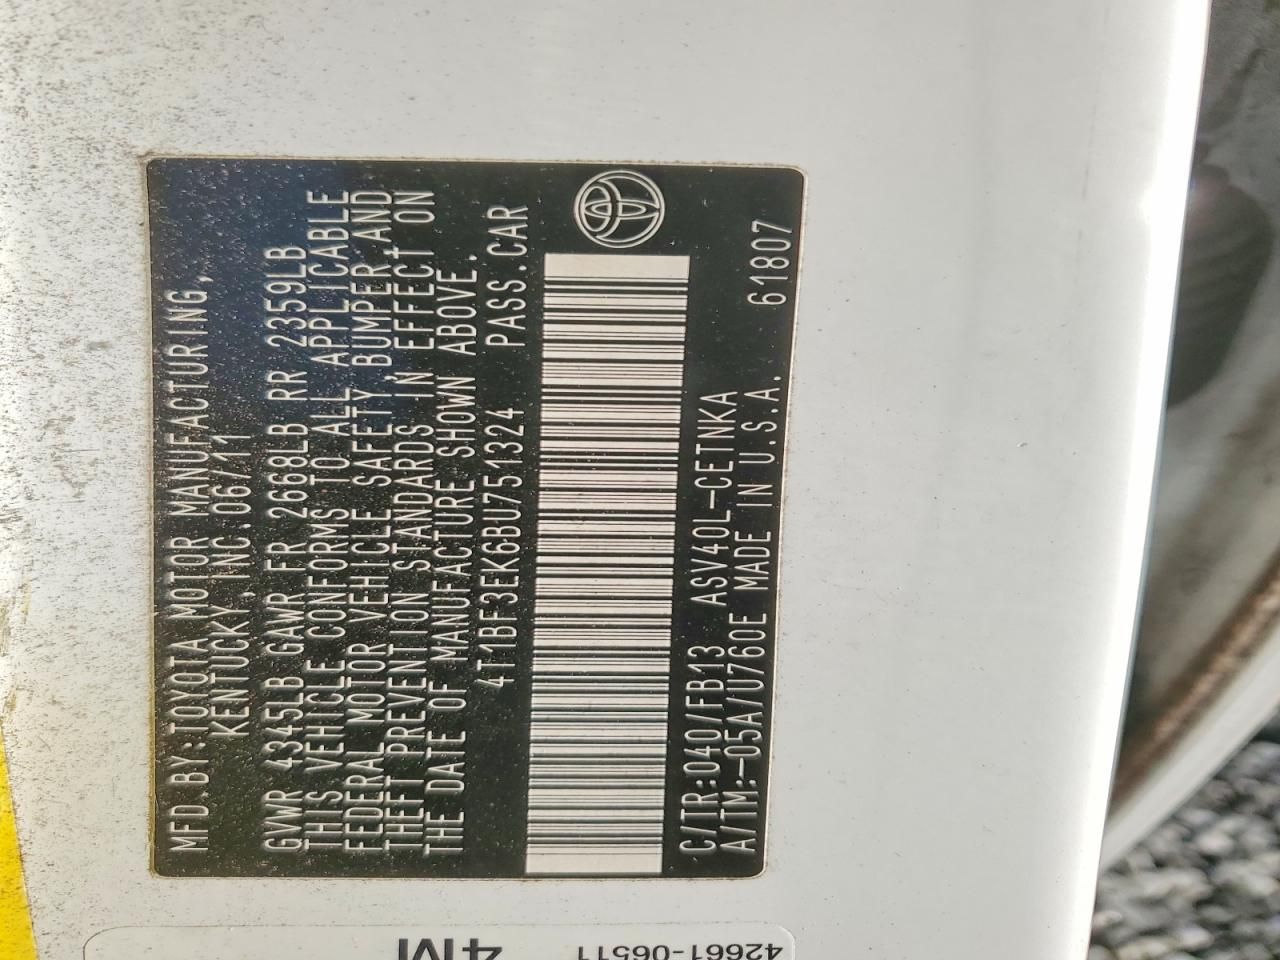 MFD.BY:TOYOTA MOTOR MANUFACTURING,
KENTUCKY,INC.06/11
GVWR 4345LB GAWR FR 2668LB RR 2359LB
THIS VEHICLE CONFORMS TO ALL APPLICABLE
FEDERAL MOTOR VEHICLE SAFETY,BUMPER AND
THEFT PREVENTION STANDARDS IN EFFECT ON
THE DATE OF MANUFACTURE SHOWN ABOVE.
4T1BF3EK6BU751324 PASS.CAR
C/TR:040/FB13 ASV40L-CETNKA
A/TM:-05A/U760E MADE IN U.S.A. 61807
4M
42661-06511